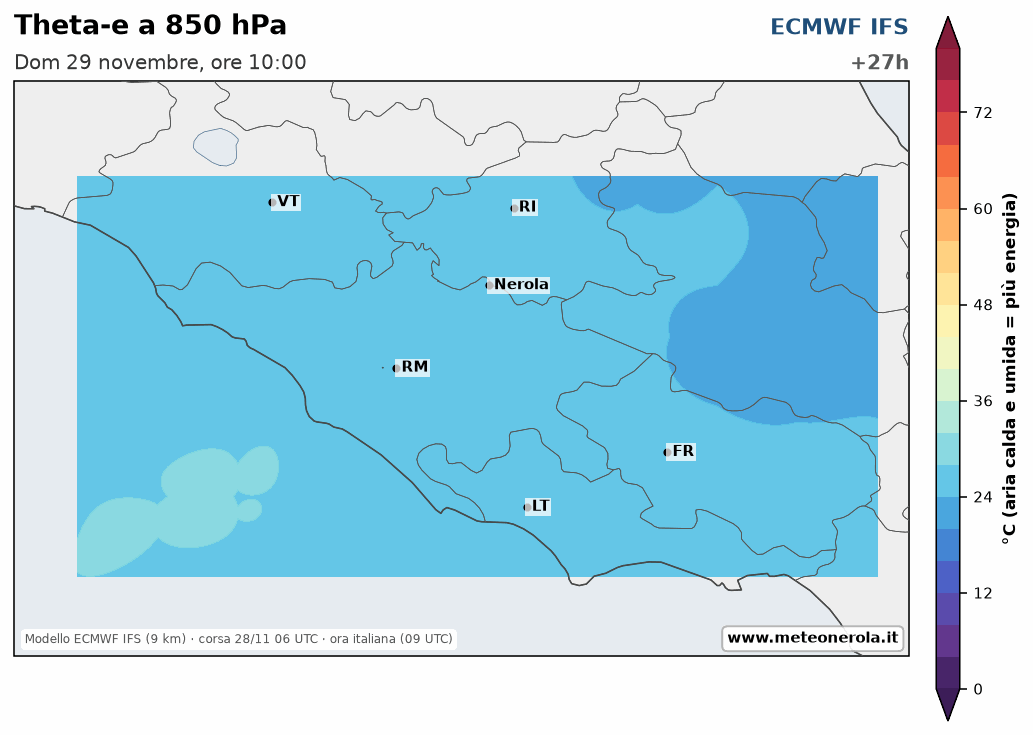 Theta-e a 850 hPa
ECMWF IFS
Dom 29 novembre, ore 10:00
+27h
VT
RI
Nerola
RM
FR
LT
72
60
48
36
24
12
0
°C (aria calda e umida = più energia)
Modello ECMWF IFS (9 km) · corsa 28/11 06 UTC · ora italiana (09 UTC)
www.meteonerola.it